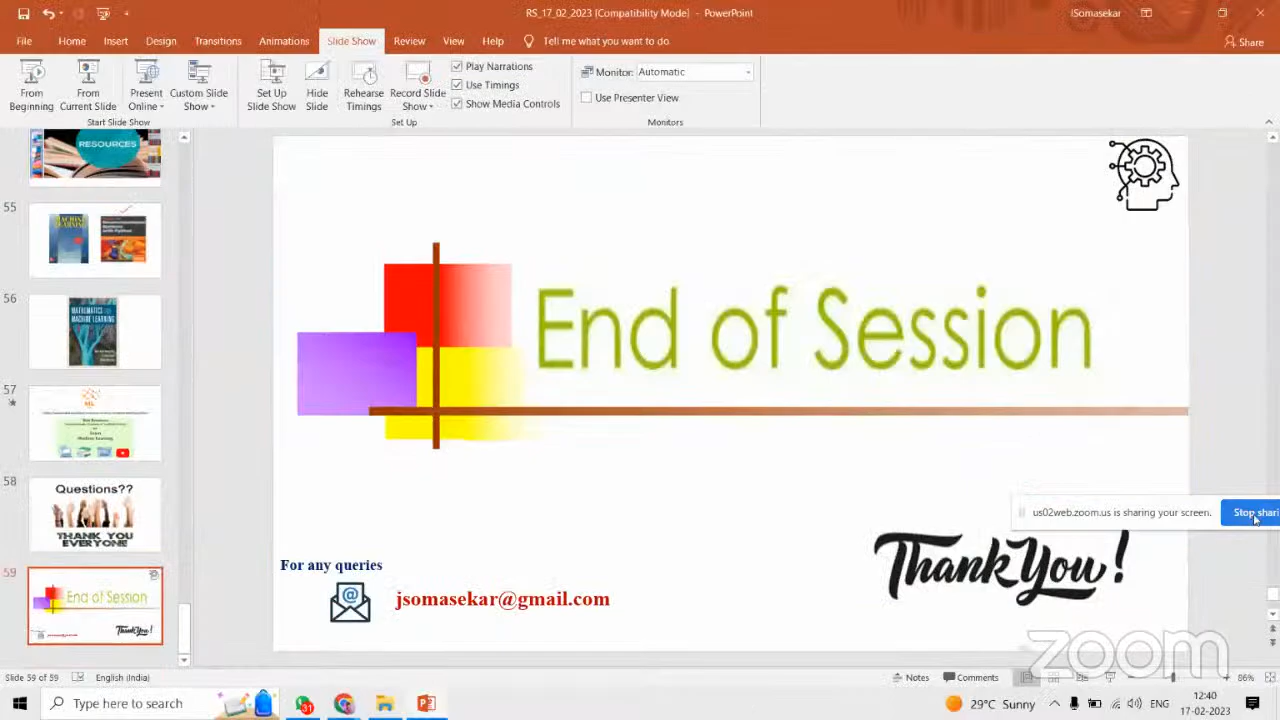 RS_17_02_2023 [Compatibility Mode] - PowerPoint
JSomasekar
File Home Insert Design Transitions Animations Slide Show Review View Help Tell me what you want to do
Share
From Beginning
From Current Slide
Present Online
Custom Slide Show
Set Up Slide Show
Hide Slide
Rehearse Timings
Record Slide Show
Play Narrations
Use Timings
Show Media Controls
Monitor: Automatic
Use Presenter View
Start Slide Show
Set Up
Monitors
RESOURCES
55
MACHINE LEARNING
56
MATHEMATICS
MACHINE LEARNING
57
58
Questions??
THANK YOU
EVERYONE
59
End of Session
Thank You!
End of Session
us02web.zoom.us is sharing your screen.
Stop shari
Thank You!
For any queries
jsomasekar@gmail.com
zoom
Slide 59 of 59
English (India)
Notes
Comments
86%
Type here to search
31
29°C Sunny
ENG
12:40
17-02-2023